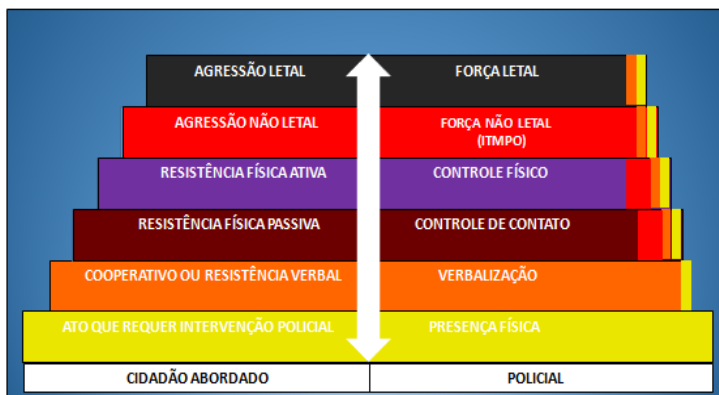 AGRESSÃO LETAL
FORÇA LETAL
AGRESSÃO NÃO LETAL
FORÇA NÃO LETAL
(ITMPO)
RESISTÊNCIA FÍSICA ATIVA
CONTROLE FÍSICO
RESISTÊNCIA FÍSICA PASSIVA
CONTROLE DE CONTATO
COOPERATIVO OU RESISTÊNCIA VERBAL
VERBALIZAÇÃO
ATO QUE REQUER INTERVENÇÃO POLICIAL
PRESENÇA FÍSICA
CIDADÃO ABORDADO
POLICIAL